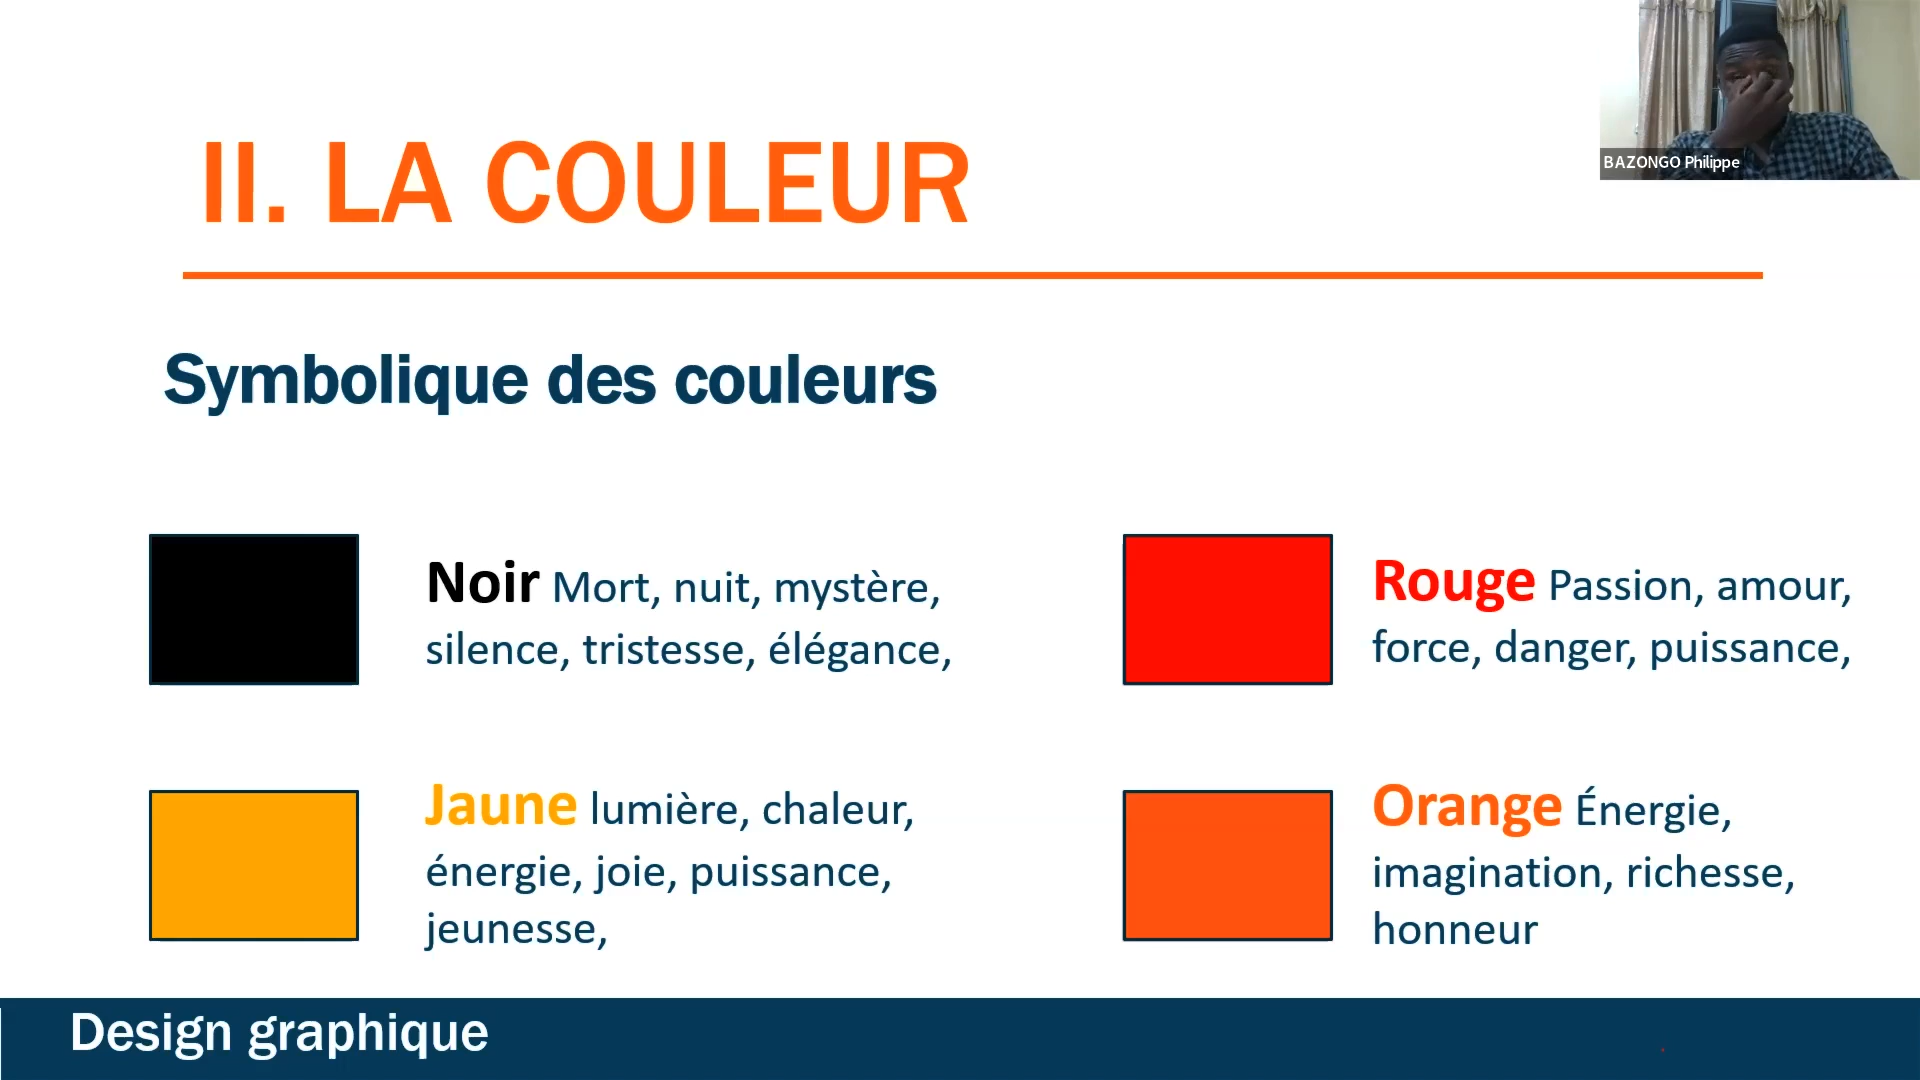 BAZONGO Philippe
II. LA COULEUR
Symbolique des couleurs
Noir Mort, nuit, mystère,
silence, tristesse, élégance,
Rouge Passion, amour,
force, danger, puissance,
Jaune lumière, chaleur,
énergie, joie, puissance,
jeunesse,
Orange Énergie,
imagination, richesse,
honneur
Design graphique